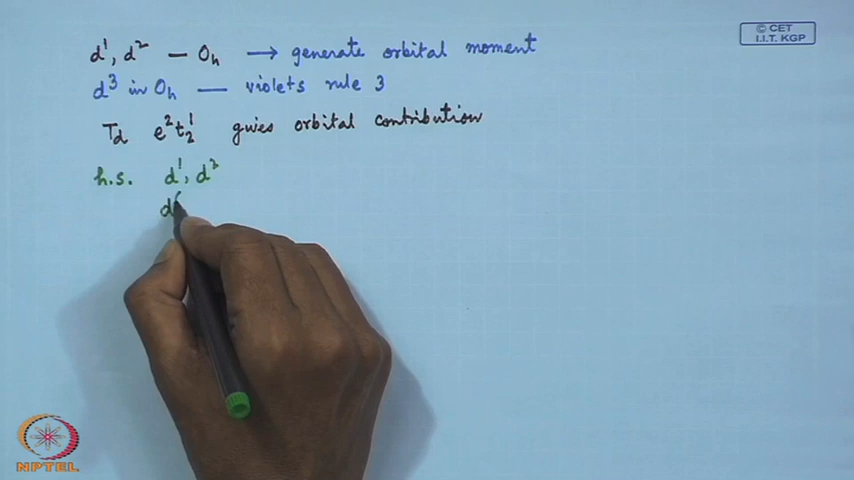 © CET
I.I.T. KGP
d¹, d² — Oₕ → generate orbital moment
d³ in Oₕ — violets rule 3
T_d e²t₂¹ gives orbital contribution
h.s. d¹, d²
d
NPTEL